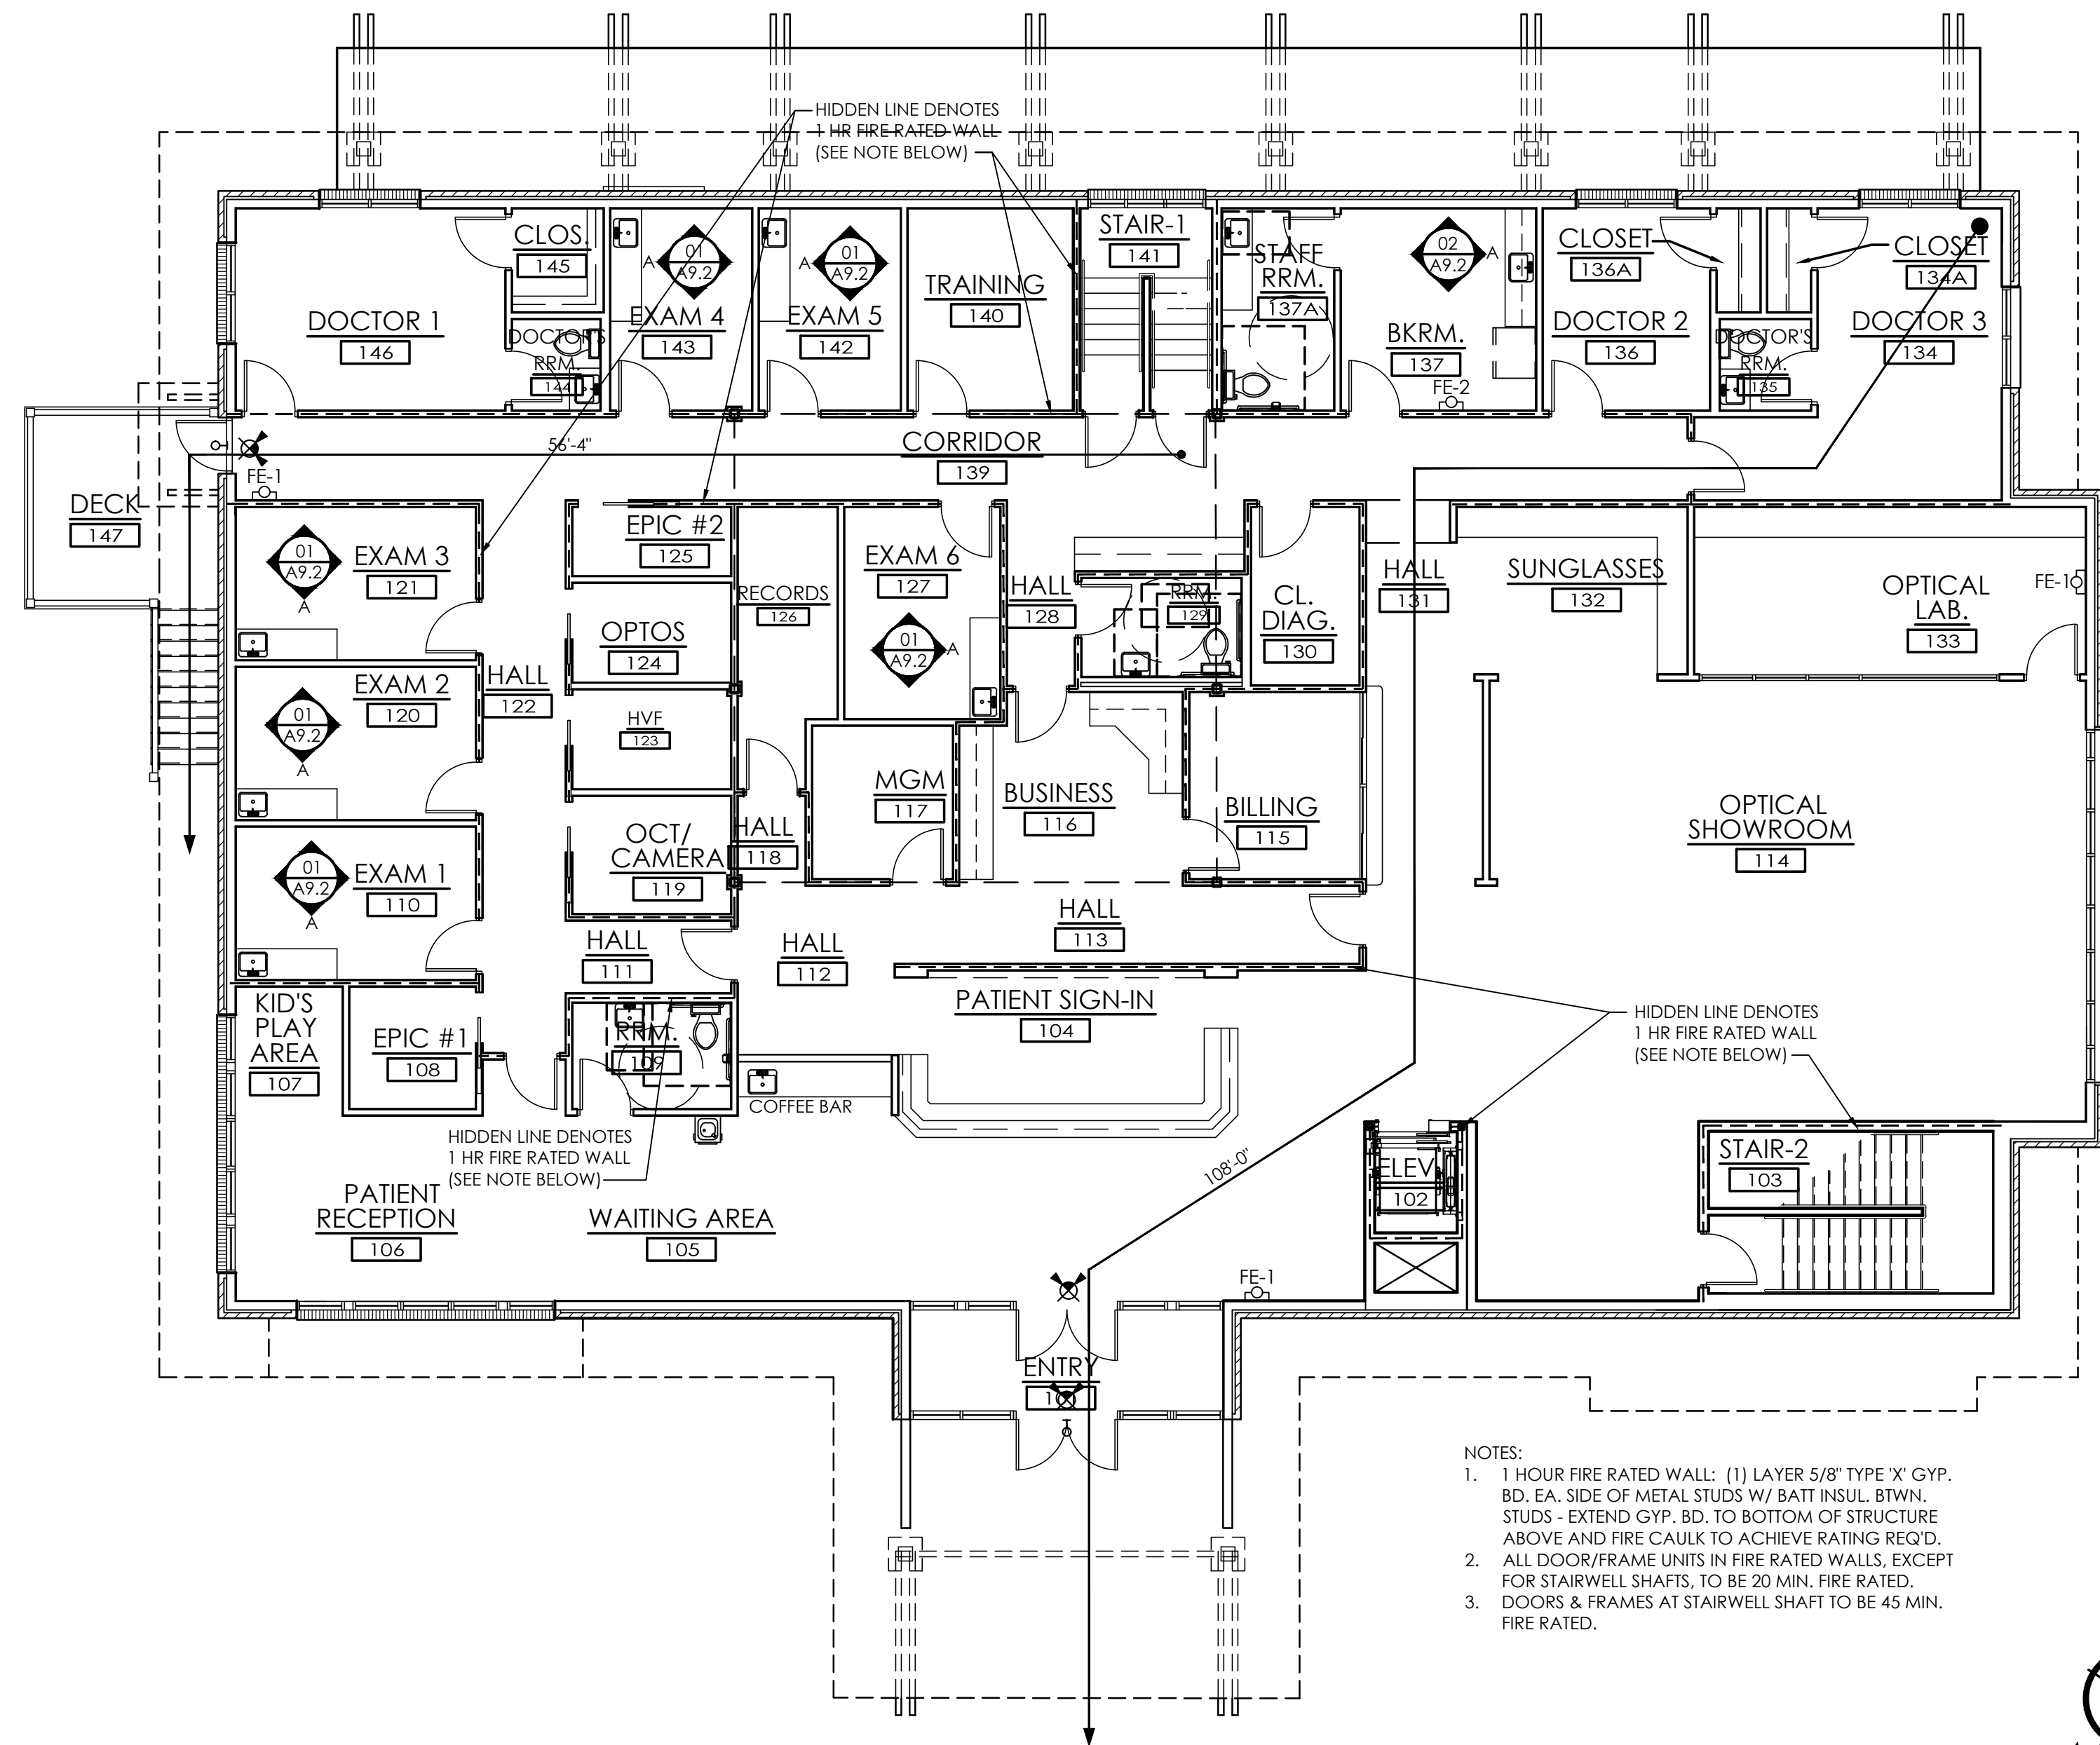 HIDDEN LINE DENOTES
1 HR FIRE RATED WALL
(SEE NOTE BELOW)
CLOS.
145
DOCTOR 1
146
DOCTOR'S
RRM.
144
01
A9.2
A
EXAM 4
143
01
A9.2
A
EXAM 5
142
TRAINING
140
STAIR-1
141
STAFF
RRM.
137A
02
A9.2
A
BKRM.
137
FE-2
CLOSET
136A
DOCTOR 2
136
CLOSET
134A
DOCTOR 3
134
DOCTOR'S
RRM.
135
56'-4"
CORRIDOR
139
FE-1
DECK
147
01
A9.2
A
EXAM 3
121
EPIC #2
125
RECORDS
126
EXAM 6
127
01
A9.2
A
HALL
128
RRM.
129
CL.
DIAG.
130
HALL
131
SUNGLASSES
132
OPTICAL
LAB.
133
FE-1
OPTOS
124
HALL
122
01
A9.2
A
EXAM 2
120
HVF
123
MGM
117
BUSINESS
116
BILLING
115
OPTICAL
SHOWROOM
114
01
A9.2
A
EXAM 1
110
OCT/
CAMERA
119
HALL
118
HALL
111
HALL
112
HALL
113
KID'S
PLAY
AREA
107
EPIC #1
108
RRM.
109
PATIENT SIGN-IN
104
COFFEE BAR
HIDDEN LINE DENOTES
1 HR FIRE RATED WALL
(SEE NOTE BELOW)
HIDDEN LINE DENOTES
1 HR FIRE RATED WALL
(SEE NOTE BELOW)
108'-0"
ELEV.
102
STAIR-2
103
PATIENT
RECEPTION
106
WAITING AREA
105
FE-1
ENTRY
NOTES:
1. 1 HOUR FIRE RATED WALL: (1) LAYER 5/8" TYPE 'X' GYP.
BD. EA. SIDE OF METAL STUDS W/ BATT INSUL. BTWN.
STUDS - EXTEND GYP. BD. TO BOTTOM OF STRUCTURE
ABOVE AND FIRE CAULK TO ACHIEVE RATING REQ'D.
2. ALL DOOR/FRAME UNITS IN FIRE RATED WALLS, EXCEPT
FOR STAIRWELL SHAFTS, TO BE 20 MIN. FIRE RATED.
3. DOORS & FRAMES AT STAIRWELL SHAFT TO BE 45 MIN.
FIRE RATED.